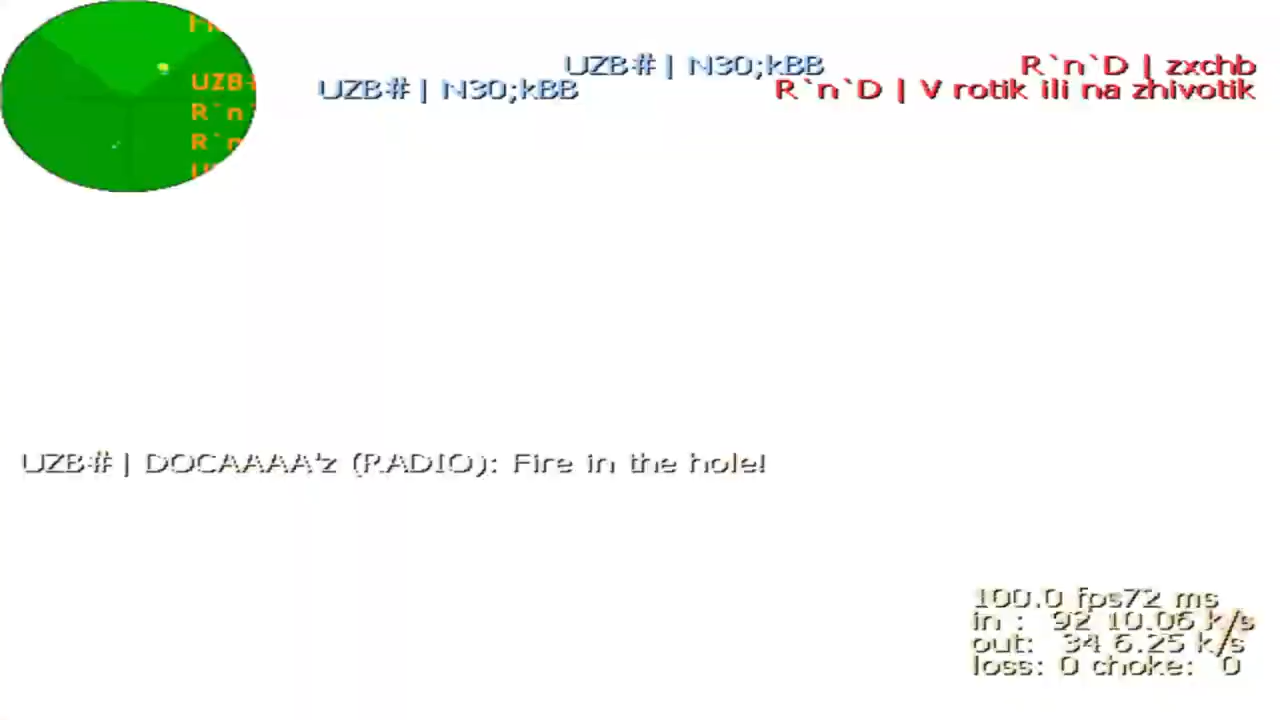 UZB# | N30;kBB R`n`D | zxchb
UZB# | N30;kBB R`n`D | V rotik ili na zhivotik
UZB#
R`n`
R`n
UZB# | DOCAAAA'z (RADIO): Fire in the hole!
100.0 fps72 ms
in : 92 10.06 k/s
out: 34 6.25 k/s
loss: 0 choke: 0